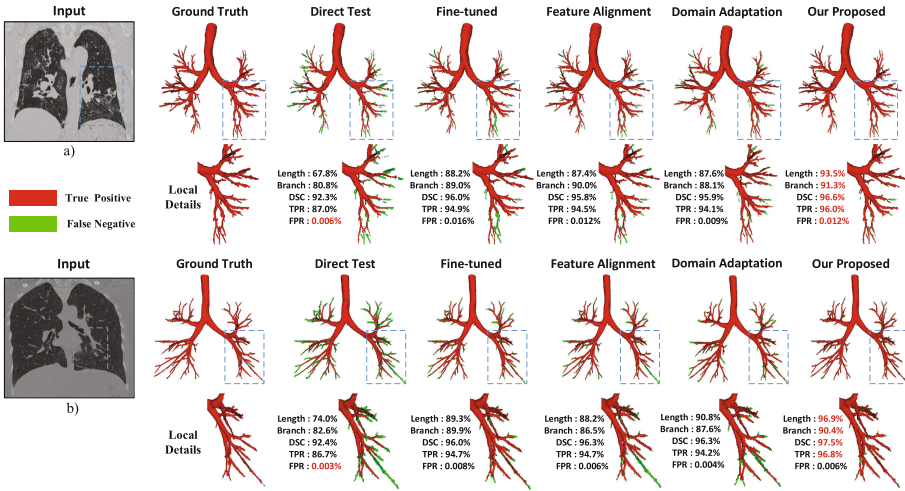 Input
Ground Truth
Direct Test
Fine-tuned
Feature Alignment
Domain Adaptation
Our Proposed
a)
True Positive
False Negative
Local
Details
Length : 67.8%
Branch : 80.8%
DSC : 92.3%
TPR : 87.0%
FPR : 0.006%
Length : 88.2%
Branch : 89.0%
DSC : 96.0%
TPR : 94.9%
FPR : 0.016%
Length : 87.4%
Branch : 90.0%
DSC : 95.8%
TPR : 94.5%
FPR : 0.012%
Length : 87.6%
Branch : 88.1%
DSC : 95.9%
TPR : 94.1%
FPR : 0.009%
Length : 93.5%
Branch : 91.3%
DSC : 96.6%
TPR : 96.0%
FPR : 0.012%
Input
Ground Truth
Direct Test
Fine-tuned
Feature Alignment
Domain Adaptation
Our Proposed
b)
Local
Details
Length : 74.0%
Branch : 82.6%
DSC : 92.4%
TPR : 86.7%
FPR : 0.003%
Length : 89.3%
Branch : 89.9%
DSC : 96.0%
TPR : 94.7%
FPR : 0.008%
Length : 88.2%
Branch : 86.5%
DSC : 96.3%
TPR : 94.7%
FPR : 0.006%
Length : 90.8%
Branch : 87.6%
DSC : 96.3%
TPR : 94.2%
FPR : 0.004%
Length : 96.9%
Branch : 90.4%
DSC : 97.5%
TPR : 96.8%
FPR : 0.006%